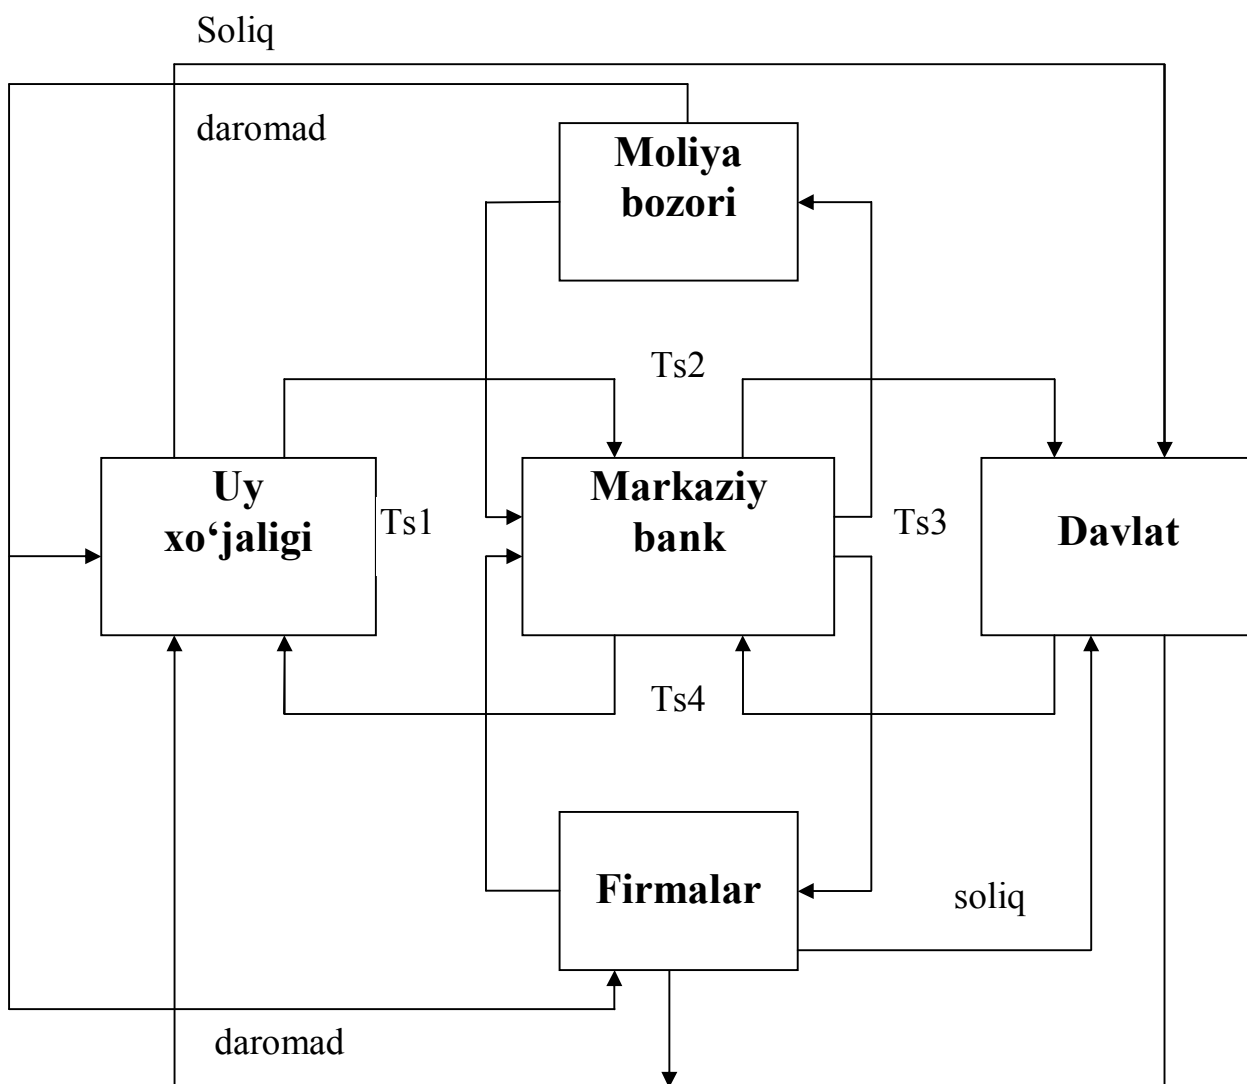 Soliq
daromad
Moliya
bozori
Ts2
Uy
xo‘jaligi
Ts1
Markaziy
bank
Ts3
Davlat
Ts4
Firmalar
soliq
daromad